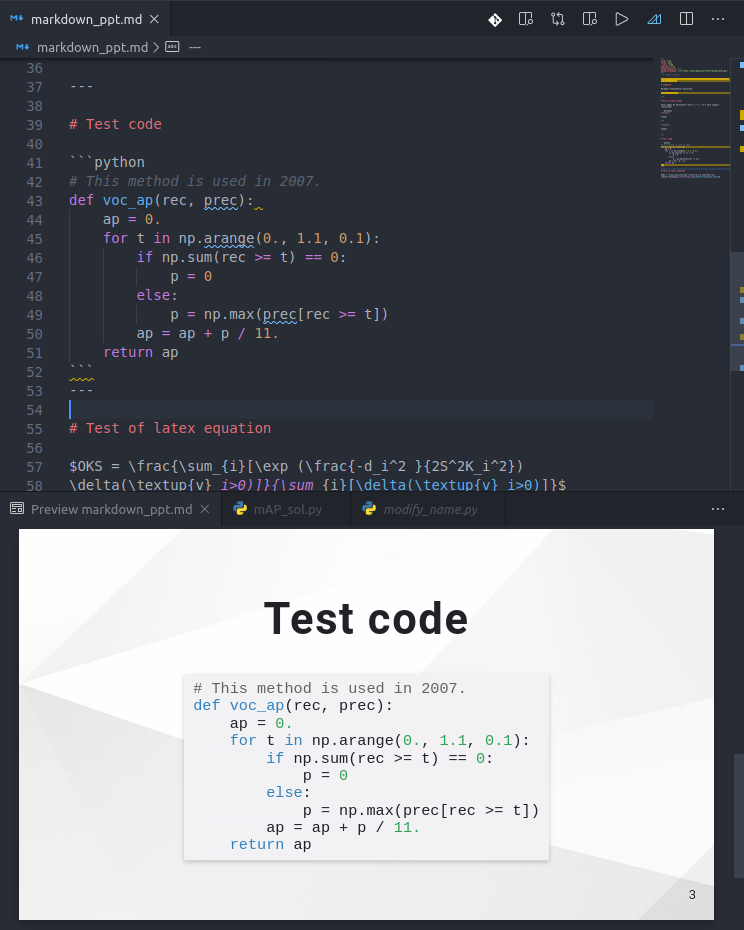 markdown_ppt.md
markdown_ppt.md > abc ---
36
37 ---
38
39 # Test code
40
41 ```python
42 # This method is used in 2007.
43 def voc_ap(rec, prec):
44     ap = 0.
45     for t in np.arange(0., 1.1, 0.1):
46         if np.sum(rec >= t) == 0:
47             p = 0
48         else:
49             p = np.max(prec[rec >= t])
50         ap = ap + p / 11.
51     return ap
52 ```
53 ---
54
55 # Test of latex equation
56
57 $OKS = \frac{\sum_{i}[\exp (\frac{-d_i^2 }{2S^2K_i^2})
58 \delta(\textup{v}_i>0)]}{\sum_{i}[\delta(\textup{v}_i>0)]}$
Preview markdown_ppt.md mAP_sol.py modify_name.py
Test code
# This method is used in 2007.
def voc_ap(rec, prec):
    ap = 0.
    for t in np.arange(0., 1.1, 0.1):
        if np.sum(rec >= t) == 0:
            p = 0
        else:
            p = np.max(prec[rec >= t])
        ap = ap + p / 11.
    return ap
3